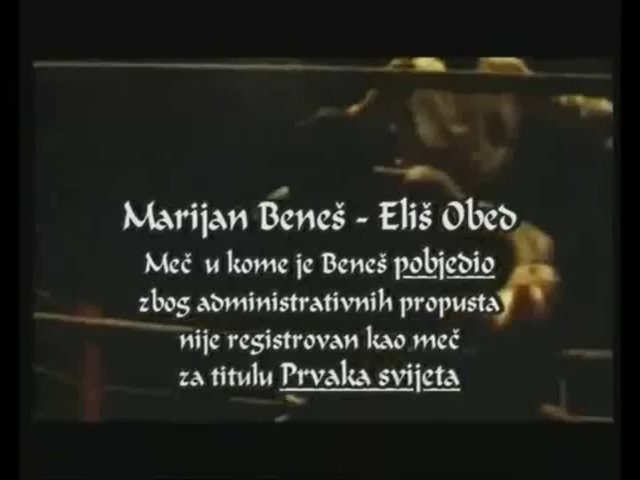 Marijan Beneš - Eliš Obed
Meč u kome je Beneš pobjedio
zbog administrativnih propusta
nije registrovan kao meč
za titulu Prvaka svijeta